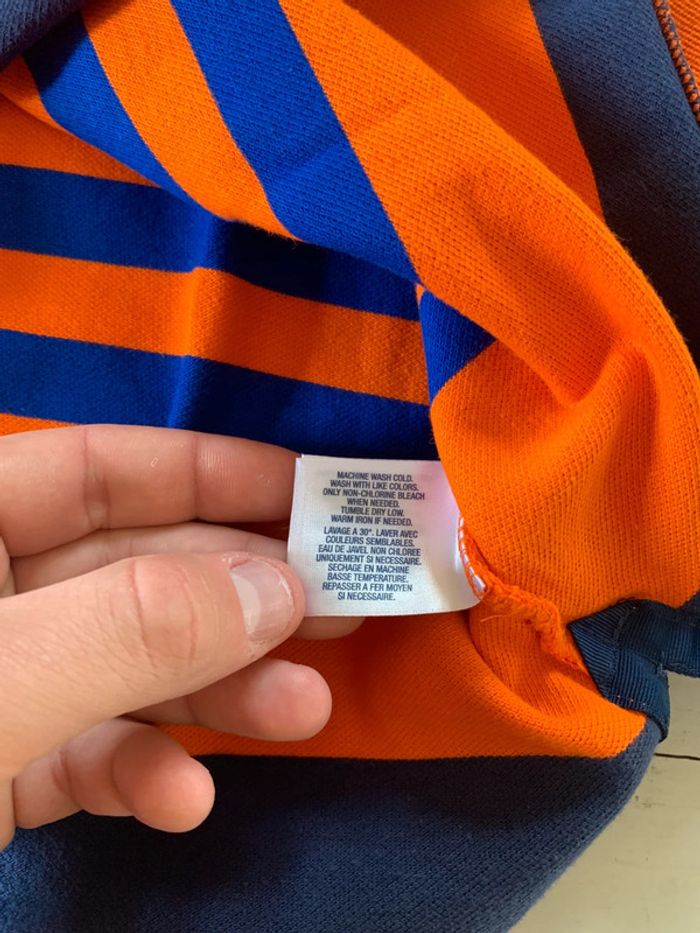 MACHINE WASH COLD.
WASH WITH LIKE COLORS.
ONLY NON-CHLORINE BLEACH
WHEN NEEDED.
TUMBLE DRY LOW.
WARM IRON IF NEEDED.
LAVAGE A 30°. LAVER AVEC
COULEURS SEMBLABLES.
EAU DE JAVEL NON CHLOREE
UNIQUEMENT SI NECESSAIRE.
SECHAGE EN MACHINE
BASSE TEMPERATURE.
REPASSER A FER MOYEN
SI NECESSAIRE.